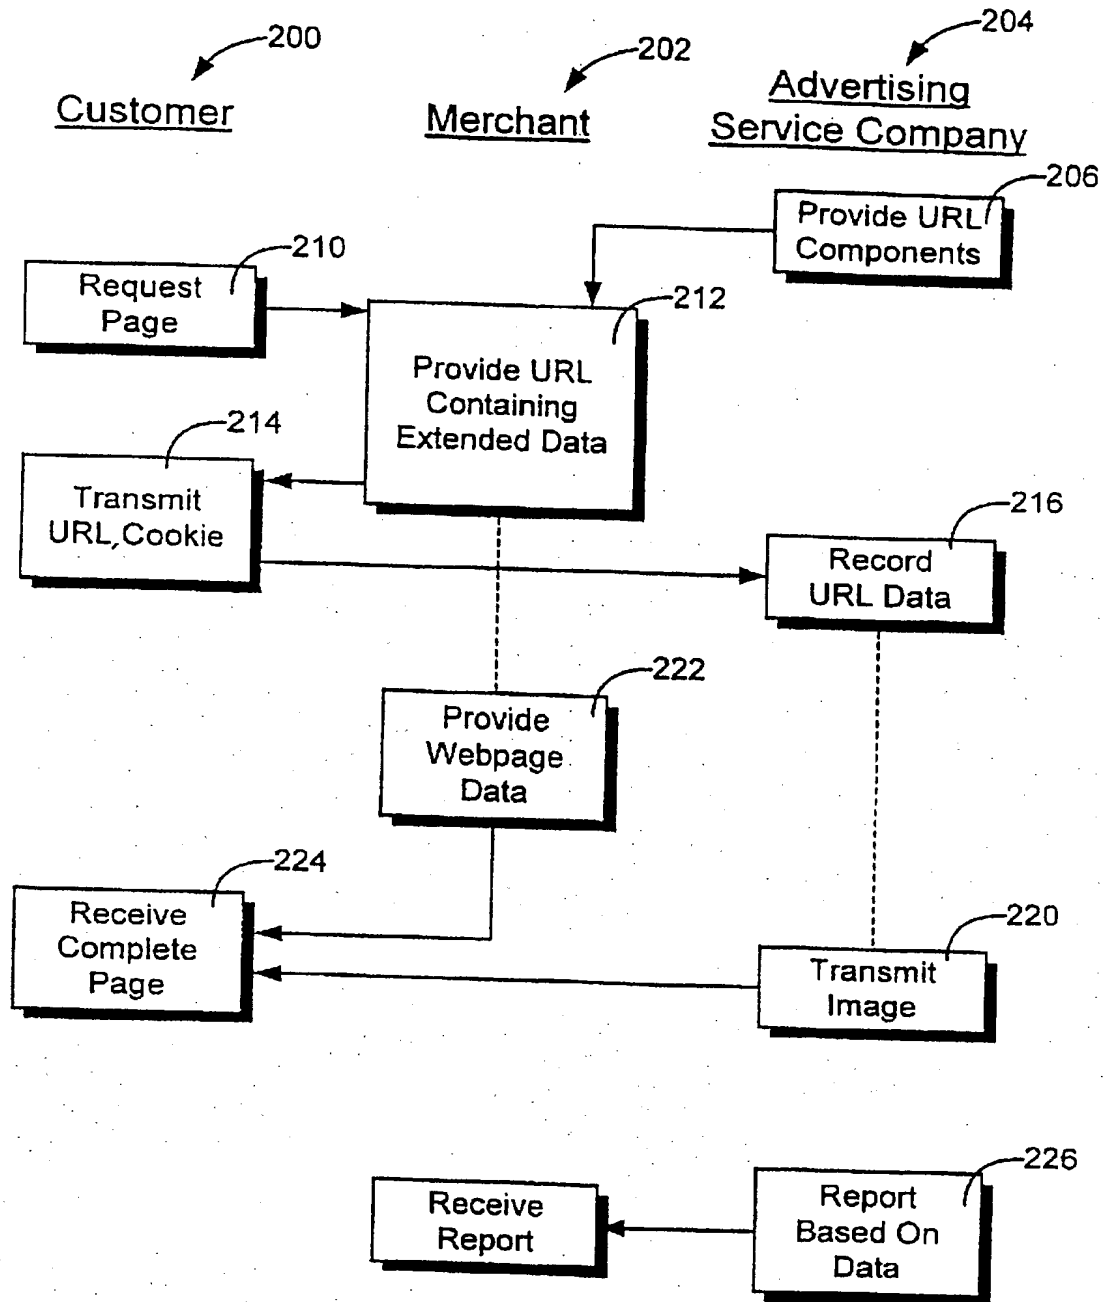 200
202
204
Customer
Merchant
Advertising
Service Company
206
Provide URL
Components
210
Request
Page
212
Provide URL
Containing
Extended Data
214
Transmit
URL,Cookie
216
Record
URL Data
222
Provide
Webpage
Data
224
Receive
Complete
Page
220
Transmit
Image
226
Receive
Report
Report
Based On
Data